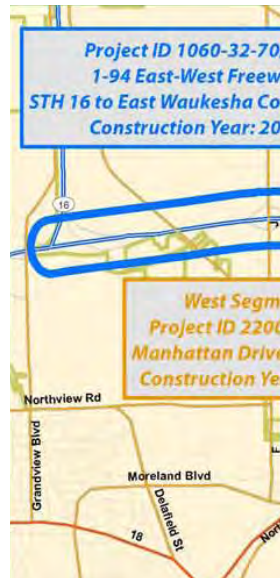 Project ID 1060-32-70
1-94 East-West Freew
STH 16 to East Waukesha Co
Construction Year: 20
16
West Segm
Project ID 220
Manhattan Drive
Construction Ye
Northview Rd
Grandview Blvd
Moreland Blvd
Delafield St
18
Nort